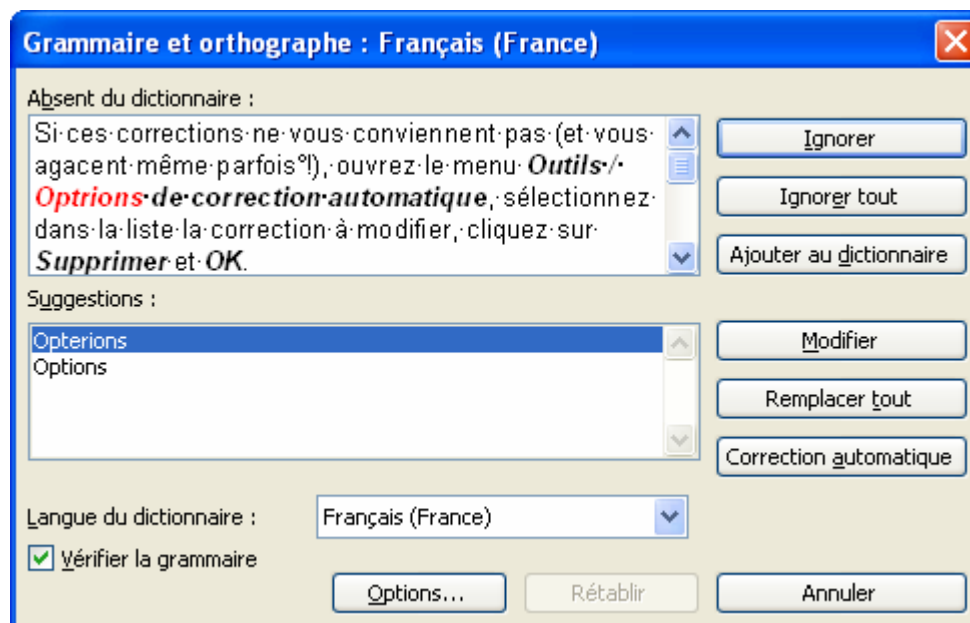 Grammaire et orthographe : Français (France)
Absent du dictionnaire :
Si·ces·corrections·ne·vous·conviennent·pas·(et·vous·
agacent·même·parfois°!),·ouvrez·le·menu·Outils·/·
Optrions·de·correction·automatique,·sélectionnez·
dans·la·liste·la·correction·à·modifier,·cliquez·sur·
Supprimer·et·OK.
Ignorer
Ignorer tout
Ajouter au dictionnaire
Suggestions :
Opterions
Options
Modifier
Remplacer tout
Correction automatique
Langue du dictionnaire :
Français (France)
Vérifier la grammaire
Options...
Rétablir
Annuler